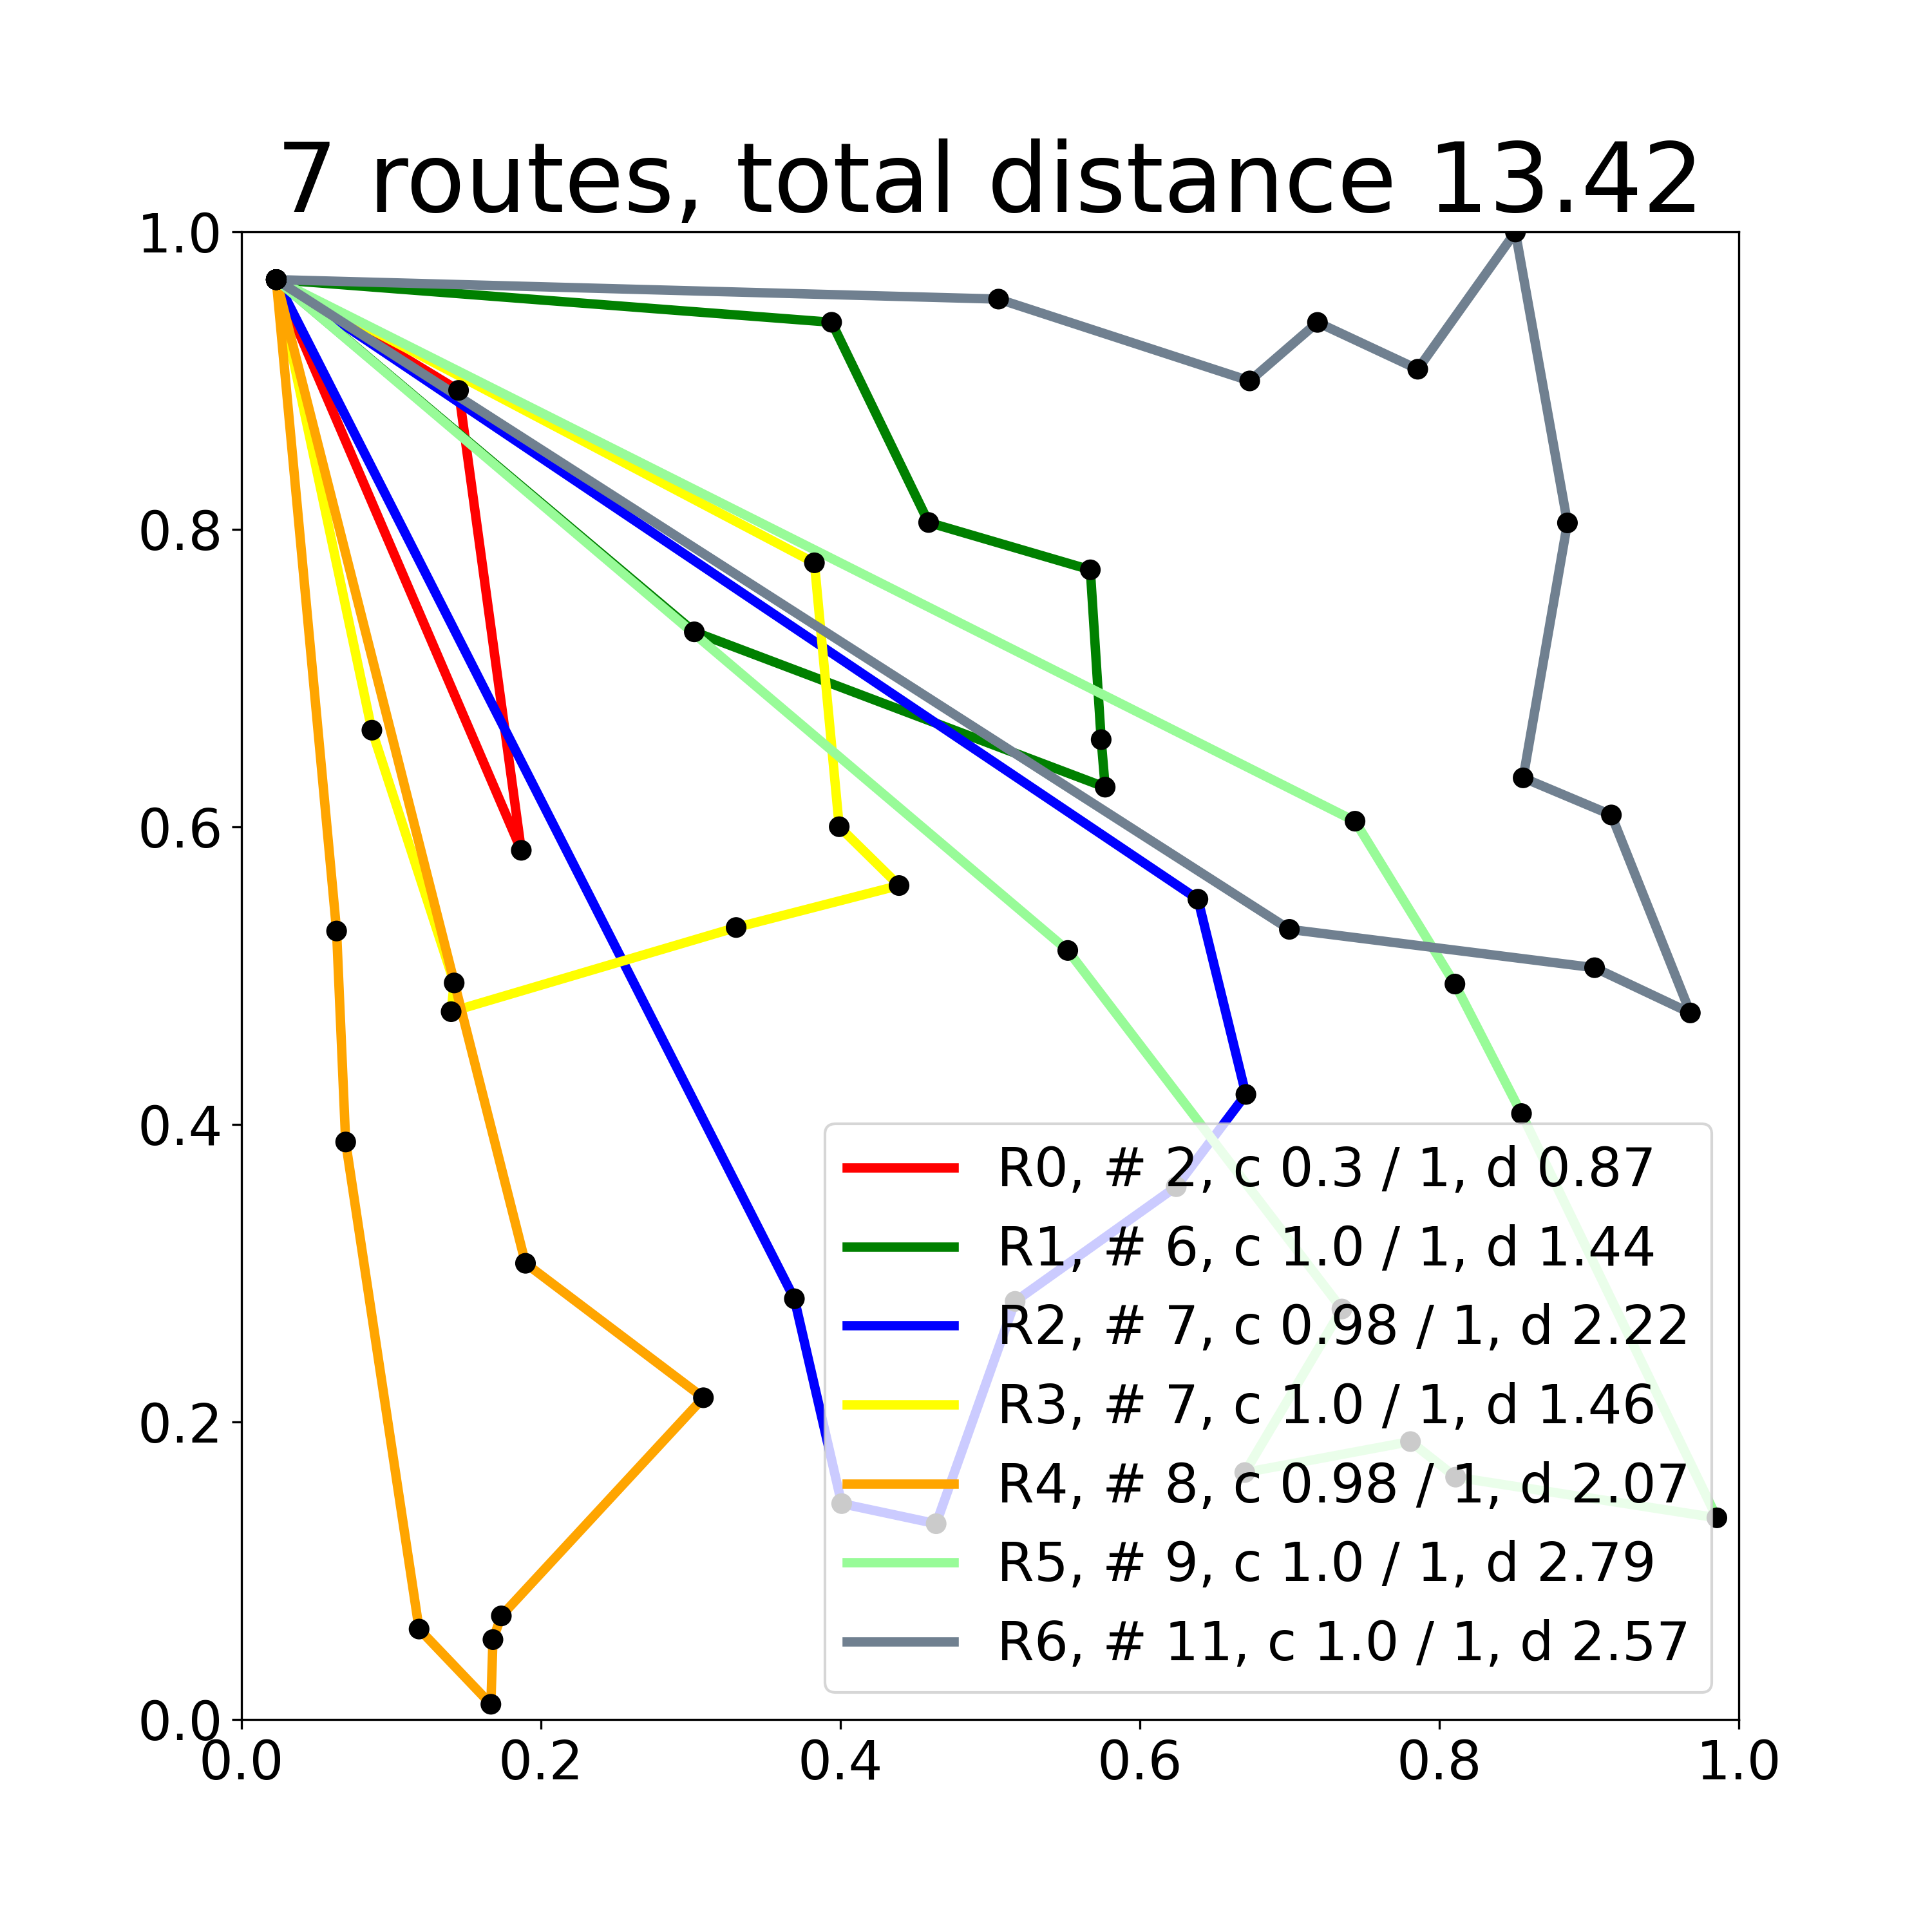 7 routes, total distance 13.42
1.0
0.8
0.6
0.4
0.2
0.0
0.0 0.2 0.4 0.6 0.8 1.0
R0, # 2, c 0.3 / 1, d 0.87
R1, # 6, c 1.0 / 1, d 1.44
R2, # 7, c 0.98 / 1, d 2.22
R3, # 7, c 1.0 / 1, d 1.46
R4, # 8, c 0.98 / 1, d 2.07
R5, # 9, c 1.0 / 1, d 2.79
R6, # 11, c 1.0 / 1, d 2.57